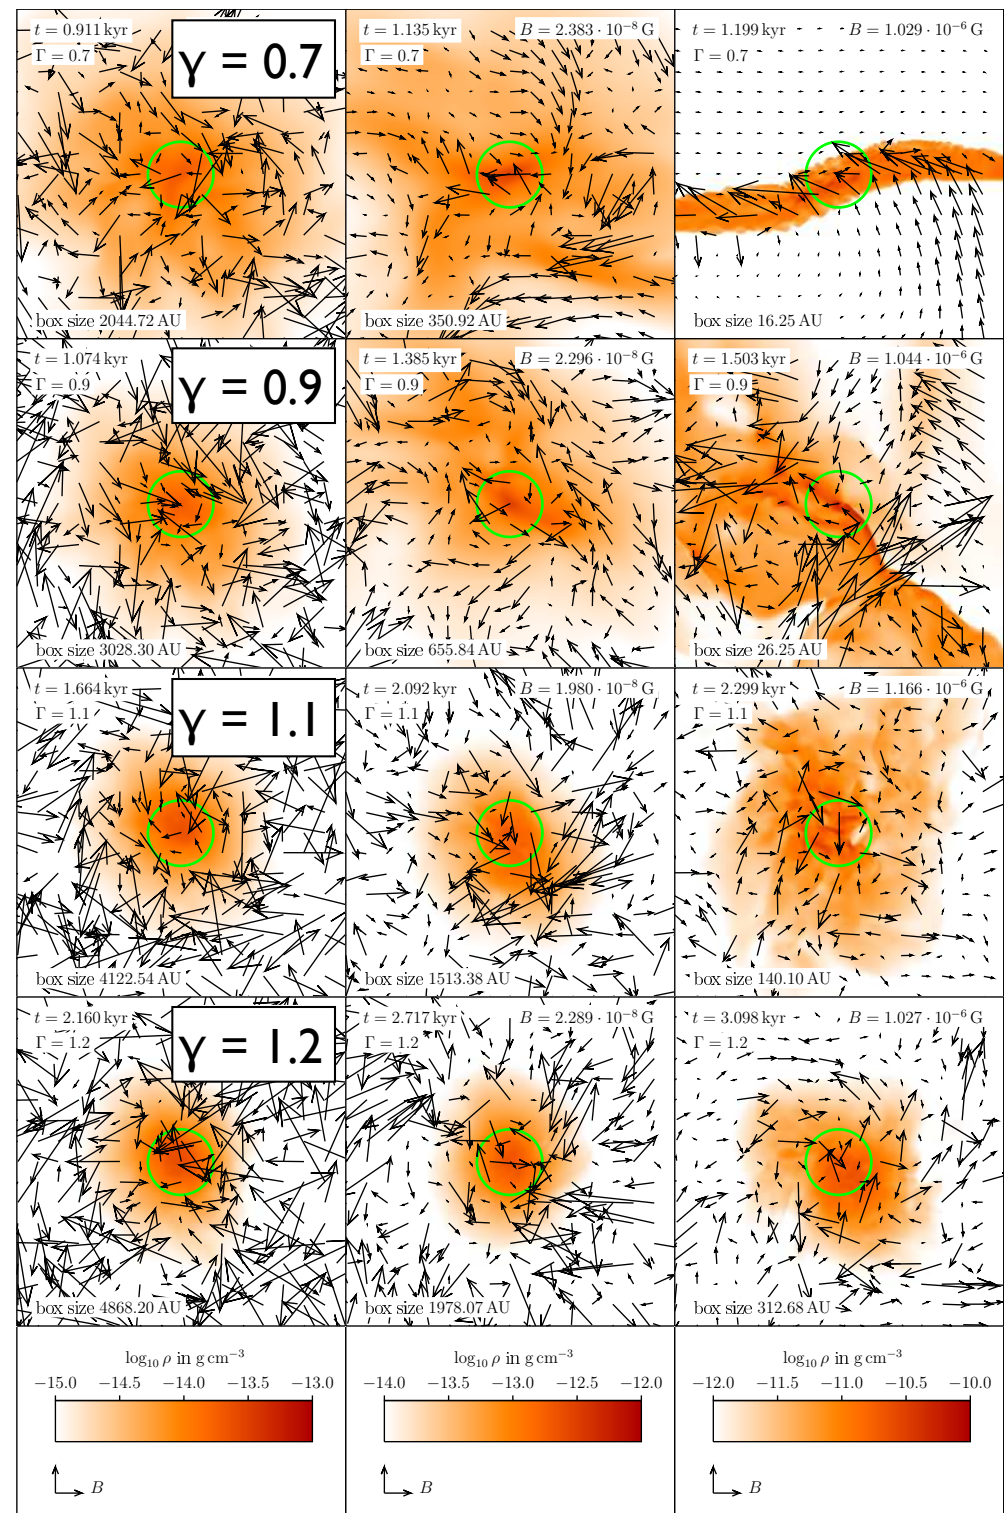 t = 0.911 kyr
Γ = 0.7
γ = 0.7
box size 2044.72 AU
t = 1.135 kyr
B = 2.383 · 10⁻⁸ G
Γ = 0.7
box size 350.92 AU
t = 1.199 kyr
B = 1.029 · 10⁻⁶ G
Γ = 0.7
box size 16.25 AU
t = 1.074 kyr
Γ = 0.9
γ = 0.9
box size 3028.30 AU
t = 1.385 kyr
B = 2.296 · 10⁻⁸ G
Γ = 0.9
box size 655.84 AU
t = 1.503 kyr
B = 1.044 · 10⁻⁶ G
Γ = 0.9
box size 26.25 AU
t = 1.664 kyr
Γ = 1.1
γ = 1.1
box size 4122.54 AU
t = 2.092 kyr
B = 1.980 · 10⁻⁸ G
Γ = 1.1
box size 1513.38 AU
t = 2.299 kyr
B = 1.166 · 10⁻⁶ G
Γ = 1.1
box size 140.10 AU
t = 2.160 kyr
Γ = 1.2
γ = 1.2
box size 4868.20 AU
t = 2.717 kyr
B = 2.289 · 10⁻⁸ G
Γ = 1.2
box size 1978.07 AU
t = 3.098 kyr
B = 1.027 · 10⁻⁶ G
Γ = 1.2
box size 312.68 AU
log₁₀ ρ in g cm⁻³
−15.0 −14.5 −14.0 −13.5 −13.0
B
log₁₀ ρ in g cm⁻³
−14.0 −13.5 −13.0 −12.5 −12.0
B
log₁₀ ρ in g cm⁻³
−12.0 −11.5 −11.0 −10.5 −10.0
B